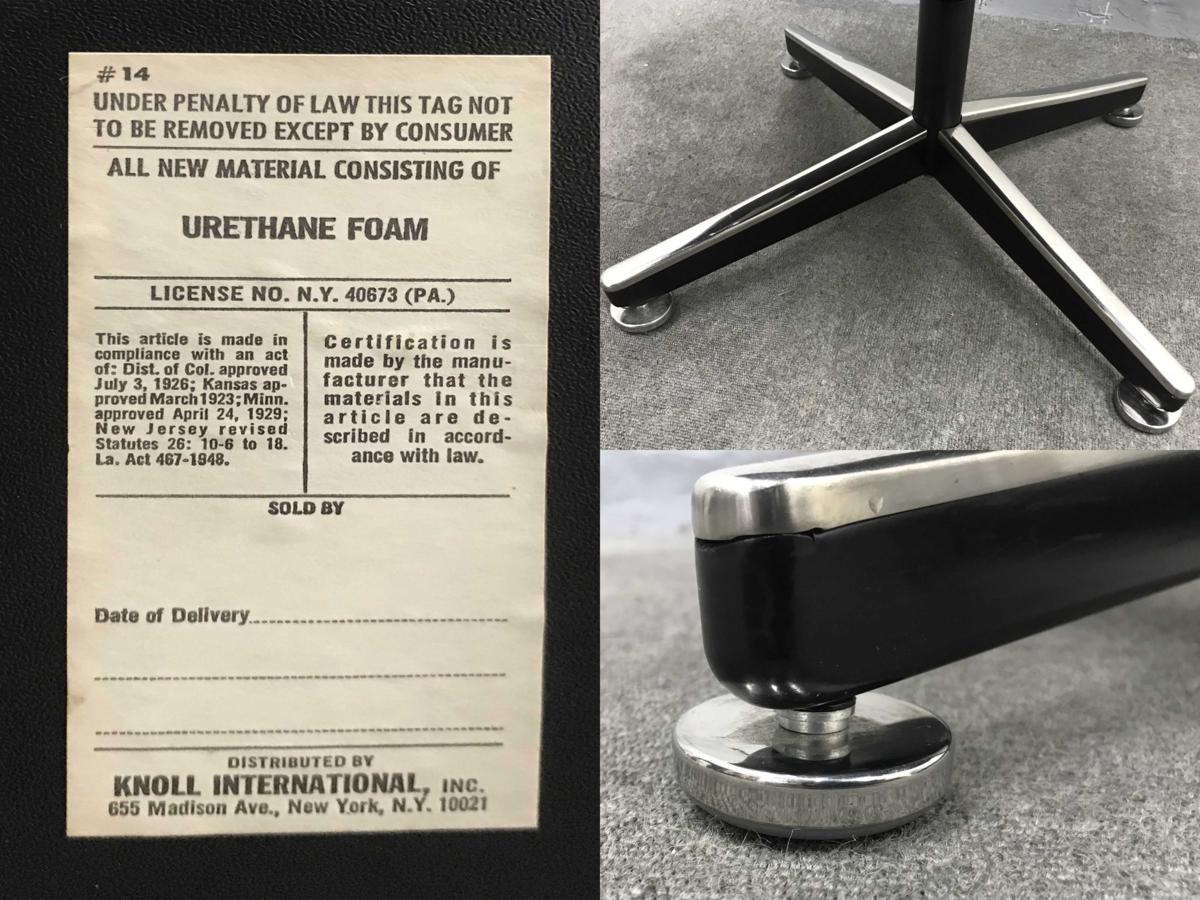 # 14
UNDER PENALTY OF LAW THIS TAG NOT
TO BE REMOVED EXCEPT BY CONSUMER
ALL NEW MATERIAL CONSISTING OF
URETHANE FOAM
LICENSE NO. N.Y. 40673 (PA.)
This article is made in
compliance with an act
of: Dist. of Col. approved
July 3, 1926; Kansas ap-
proved March 1923; Minn.
approved April 24, 1929;
New Jersey revised
Statutes 26: 10-6 to 18.
La. Act 467-1948.
Certification is
made by the manu-
facturer that the
materials in this
article are de-
scribed in accord-
ance with law.
SOLD BY
Date of Delivery
DISTRIBUTED BY
KNOLL INTERNATIONAL, INC.
655 Madison Ave., New York, N.Y. 10021